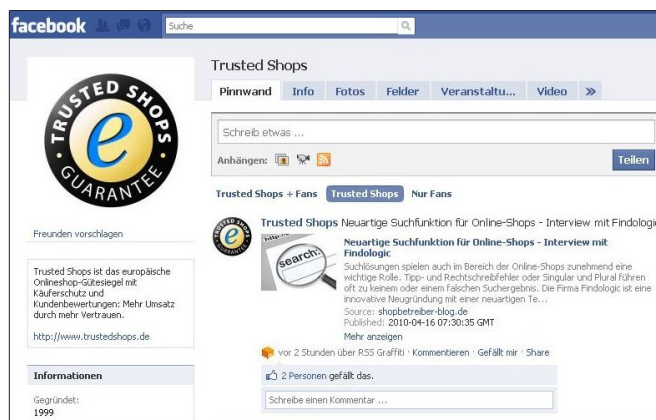 facebook
Suche
TRUSTED SHOPS
e
GUARANTEE
Freunden vorschlagen
Trusted Shops ist das europäische
Onlineshop-Gütesiegel mit
Käuferschutz und
Kundenbewertungen: Mehr Umsatz
durch mehr Vertrauen.
http://www.trustedshops.de
Informationen
Gegründet:
1999
Trusted Shops
Pinnwand Info Fotos Felder Veranstaltu... Video »
Schreib etwas ...
Anhängen:
Teilen
Trusted Shops + Fans Trusted Shops Nur Fans
Trusted Shops Neuartige Suchfunktion für Online-Shops - Interview mit Findologic
search:
Neuartige Suchfunktion für Online-Shops - Interview mit
Findologic
Suchlösungen spielen auch im Bereich der Online-Shops zunehmend eine
wichtige Rolle. Tipp- und Rechtschreibfehler oder Singular und Plural führen
oft zu keinem oder einem falschen Suchergebnis. Die Firma Findologic ist eine
innovative Neugründung mit einer neuartigen Te...
Source: shopbetreiber-blog.de
Published: 2010-04-16 07:30:35 GMT
Mehr anzeigen
vor 2 Stunden über RSS Graffiti · Kommentieren · Gefällt mir · Share
2 Personen gefällt das.
Schreibe einen Kommentar ...